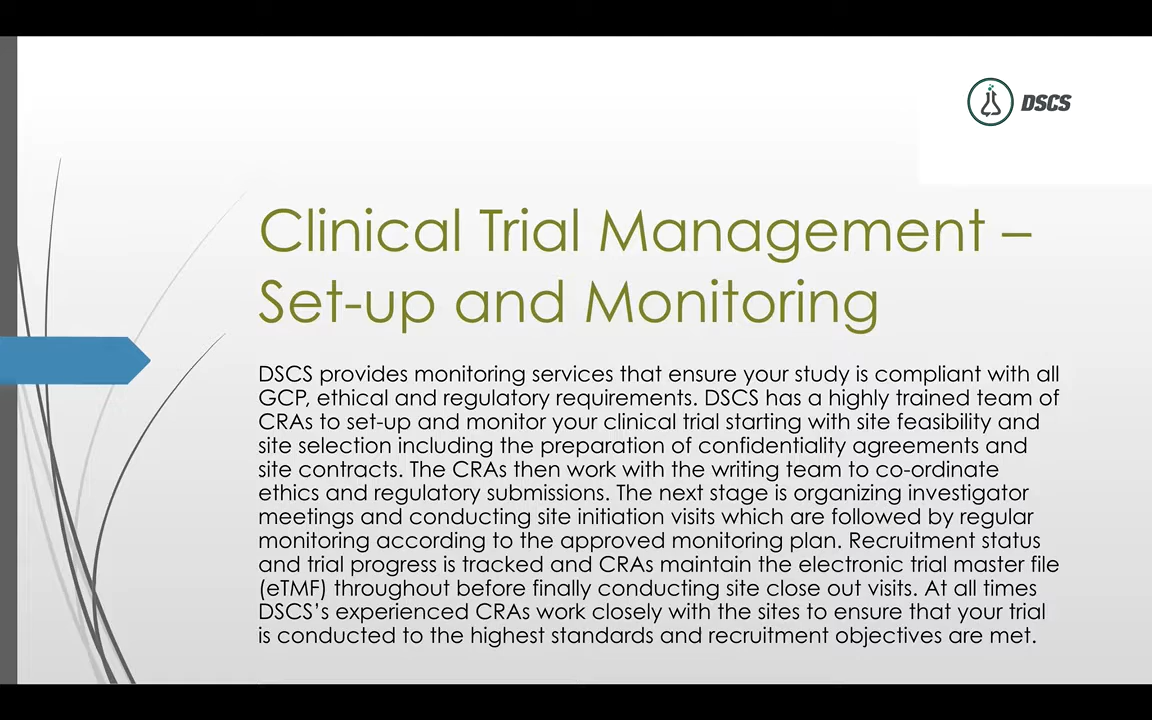 DSCS
Clinical Trial Management –
Set-up and Monitoring
DSCS provides monitoring services that ensure your study is compliant with all
GCP, ethical and regulatory requirements. DSCS has a highly trained team of
CRAs to set-up and monitor your clinical trial starting with site feasibility and
site selection including the preparation of confidentiality agreements and
site contracts. The CRAs then work with the writing team to co-ordinate
ethics and regulatory submissions. The next stage is organizing investigator
meetings and conducting site initiation visits which are followed by regular
monitoring according to the approved monitoring plan. Recruitment status
and trial progress is tracked and CRAs maintain the electronic trial master file
(eTMF) throughout before finally conducting site close out visits. At all times
DSCS’s experienced CRAs work closely with the sites to ensure that your trial
is conducted to the highest standards and recruitment objectives are met.